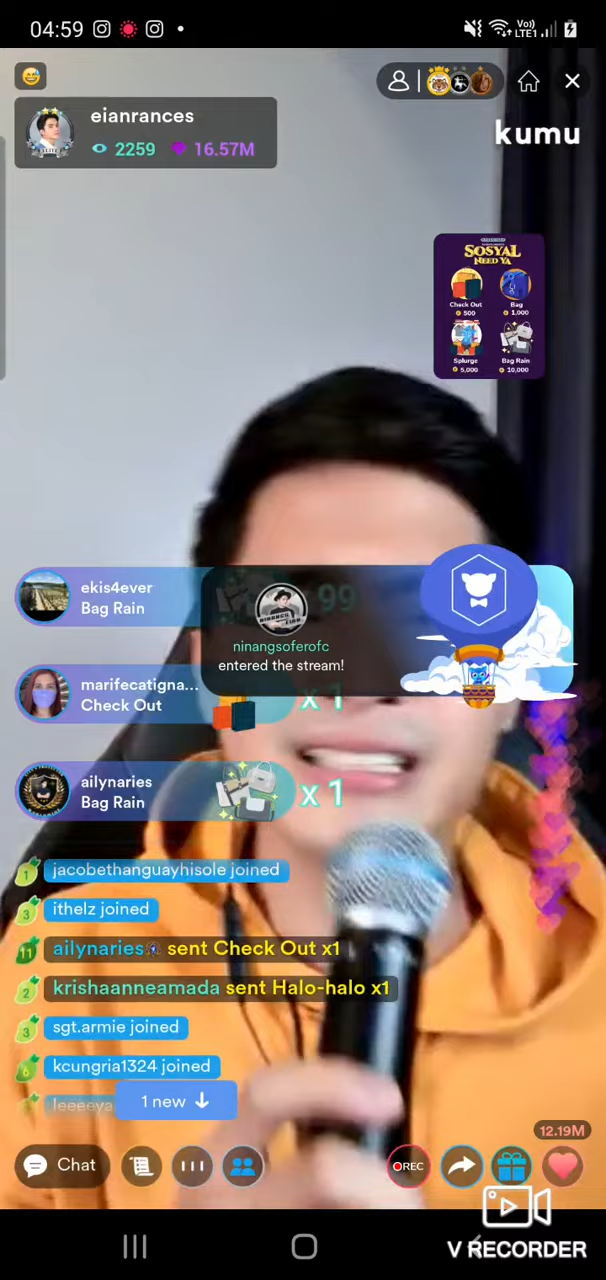 04:59
Vo))
LTE1
eianrances
ELITE
2259 16.57M
kumu
SOSYAL
NEED YA
Check Out
500
Bag
1,000
Splurge
5,000
Bag Rain
10,000
ekis4ever
Bag Rain
99
ninangsoferofc
entered the stream!
marifecatigna...
Check Out
x 1
ailynaries
Bag Rain
x 1
1 jacobethanguayhisole joined
3 ithelz joined
11 ailynaries sent Check Out x1
2 krishaanneamada sent Halo-halo x1
3 sgt.armie joined
6 kcungria1324 joined
leeeeya
1 new
12.19M
Chat
REC
V RECORDER